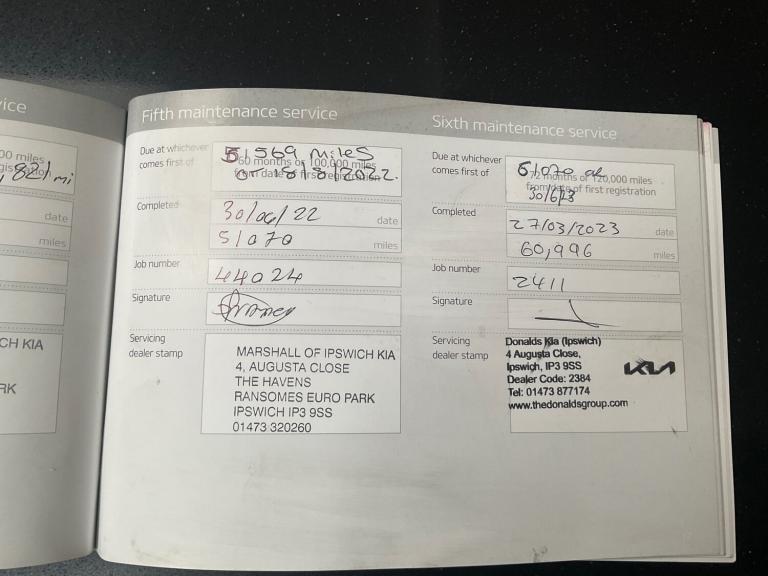 ice
00 miles
,821 mi
date
miles
CH KIA
RK
Fifth maintenance service
Due at whichever
comes first of
51569 miles
60 months or 100,000 miles
or 18/8/2022.
from date of first registration
Completed
30/06/22 date
51070 miles
Job number
44024
Signature
Servicing
dealer stamp
MARSHALL OF IPSWICH KIA
4, AUGUSTA CLOSE
THE HAVENS
RANSOMES EURO PARK
IPSWICH IP3 9SS
01473 320260
Sixth maintenance service
Due at whichever
comes first of
61070 or
72 months or 120,000 miles
from date of first registration
30/6/23
Completed
27/03/2023 date
60,996 miles
Job number
2411
Signature
Servicing
dealer stamp
Donalds Kia (Ipswich)
4 Augusta Close,
Ipswich, IP3 9SS
Dealer Code: 2384
Tel: 01473 877174
www.thedonaldsgroup.com
KIA